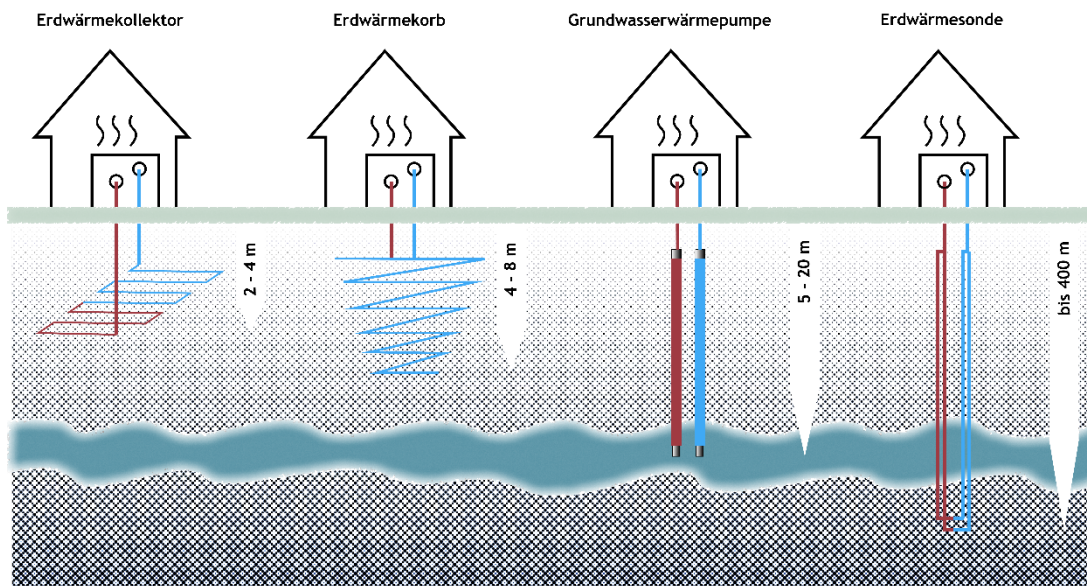 Erdwärmekollektor
Erdwärmekorb
Grundwasserwärmepumpe
Erdwärmesonde
2 - 4 m
4 - 8 m
5 - 20 m
bis 400 m